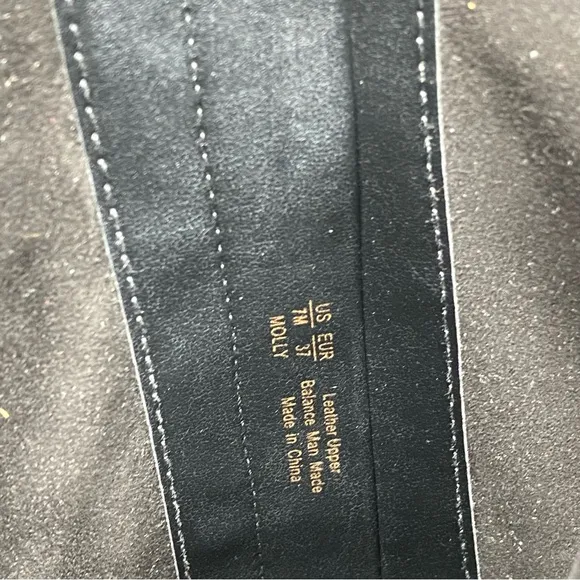 US EUR
7M 37
MOLLY
Leather Upper
Balance Man Made
Made in China